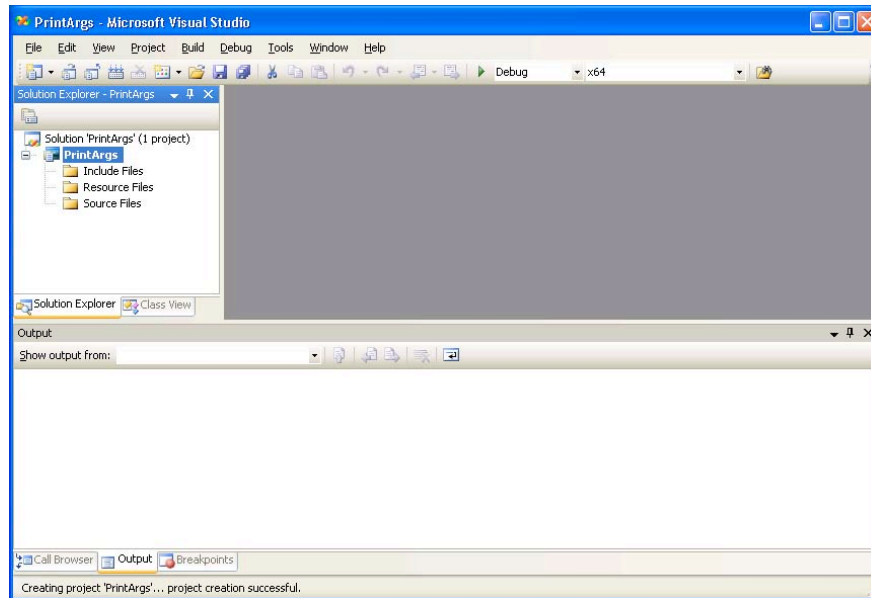 PrintArgs - Microsoft Visual Studio
File Edit View Project Build Debug Tools Window Help
Debug x64
Solution Explorer - PrintArgs
Solution 'PrintArgs' (1 project)
PrintArgs
Include Files
Resource Files
Source Files
Solution Explorer Class View
Output
Show output from:
Call Browser Output Breakpoints
Creating project 'PrintArgs'... project creation successful.